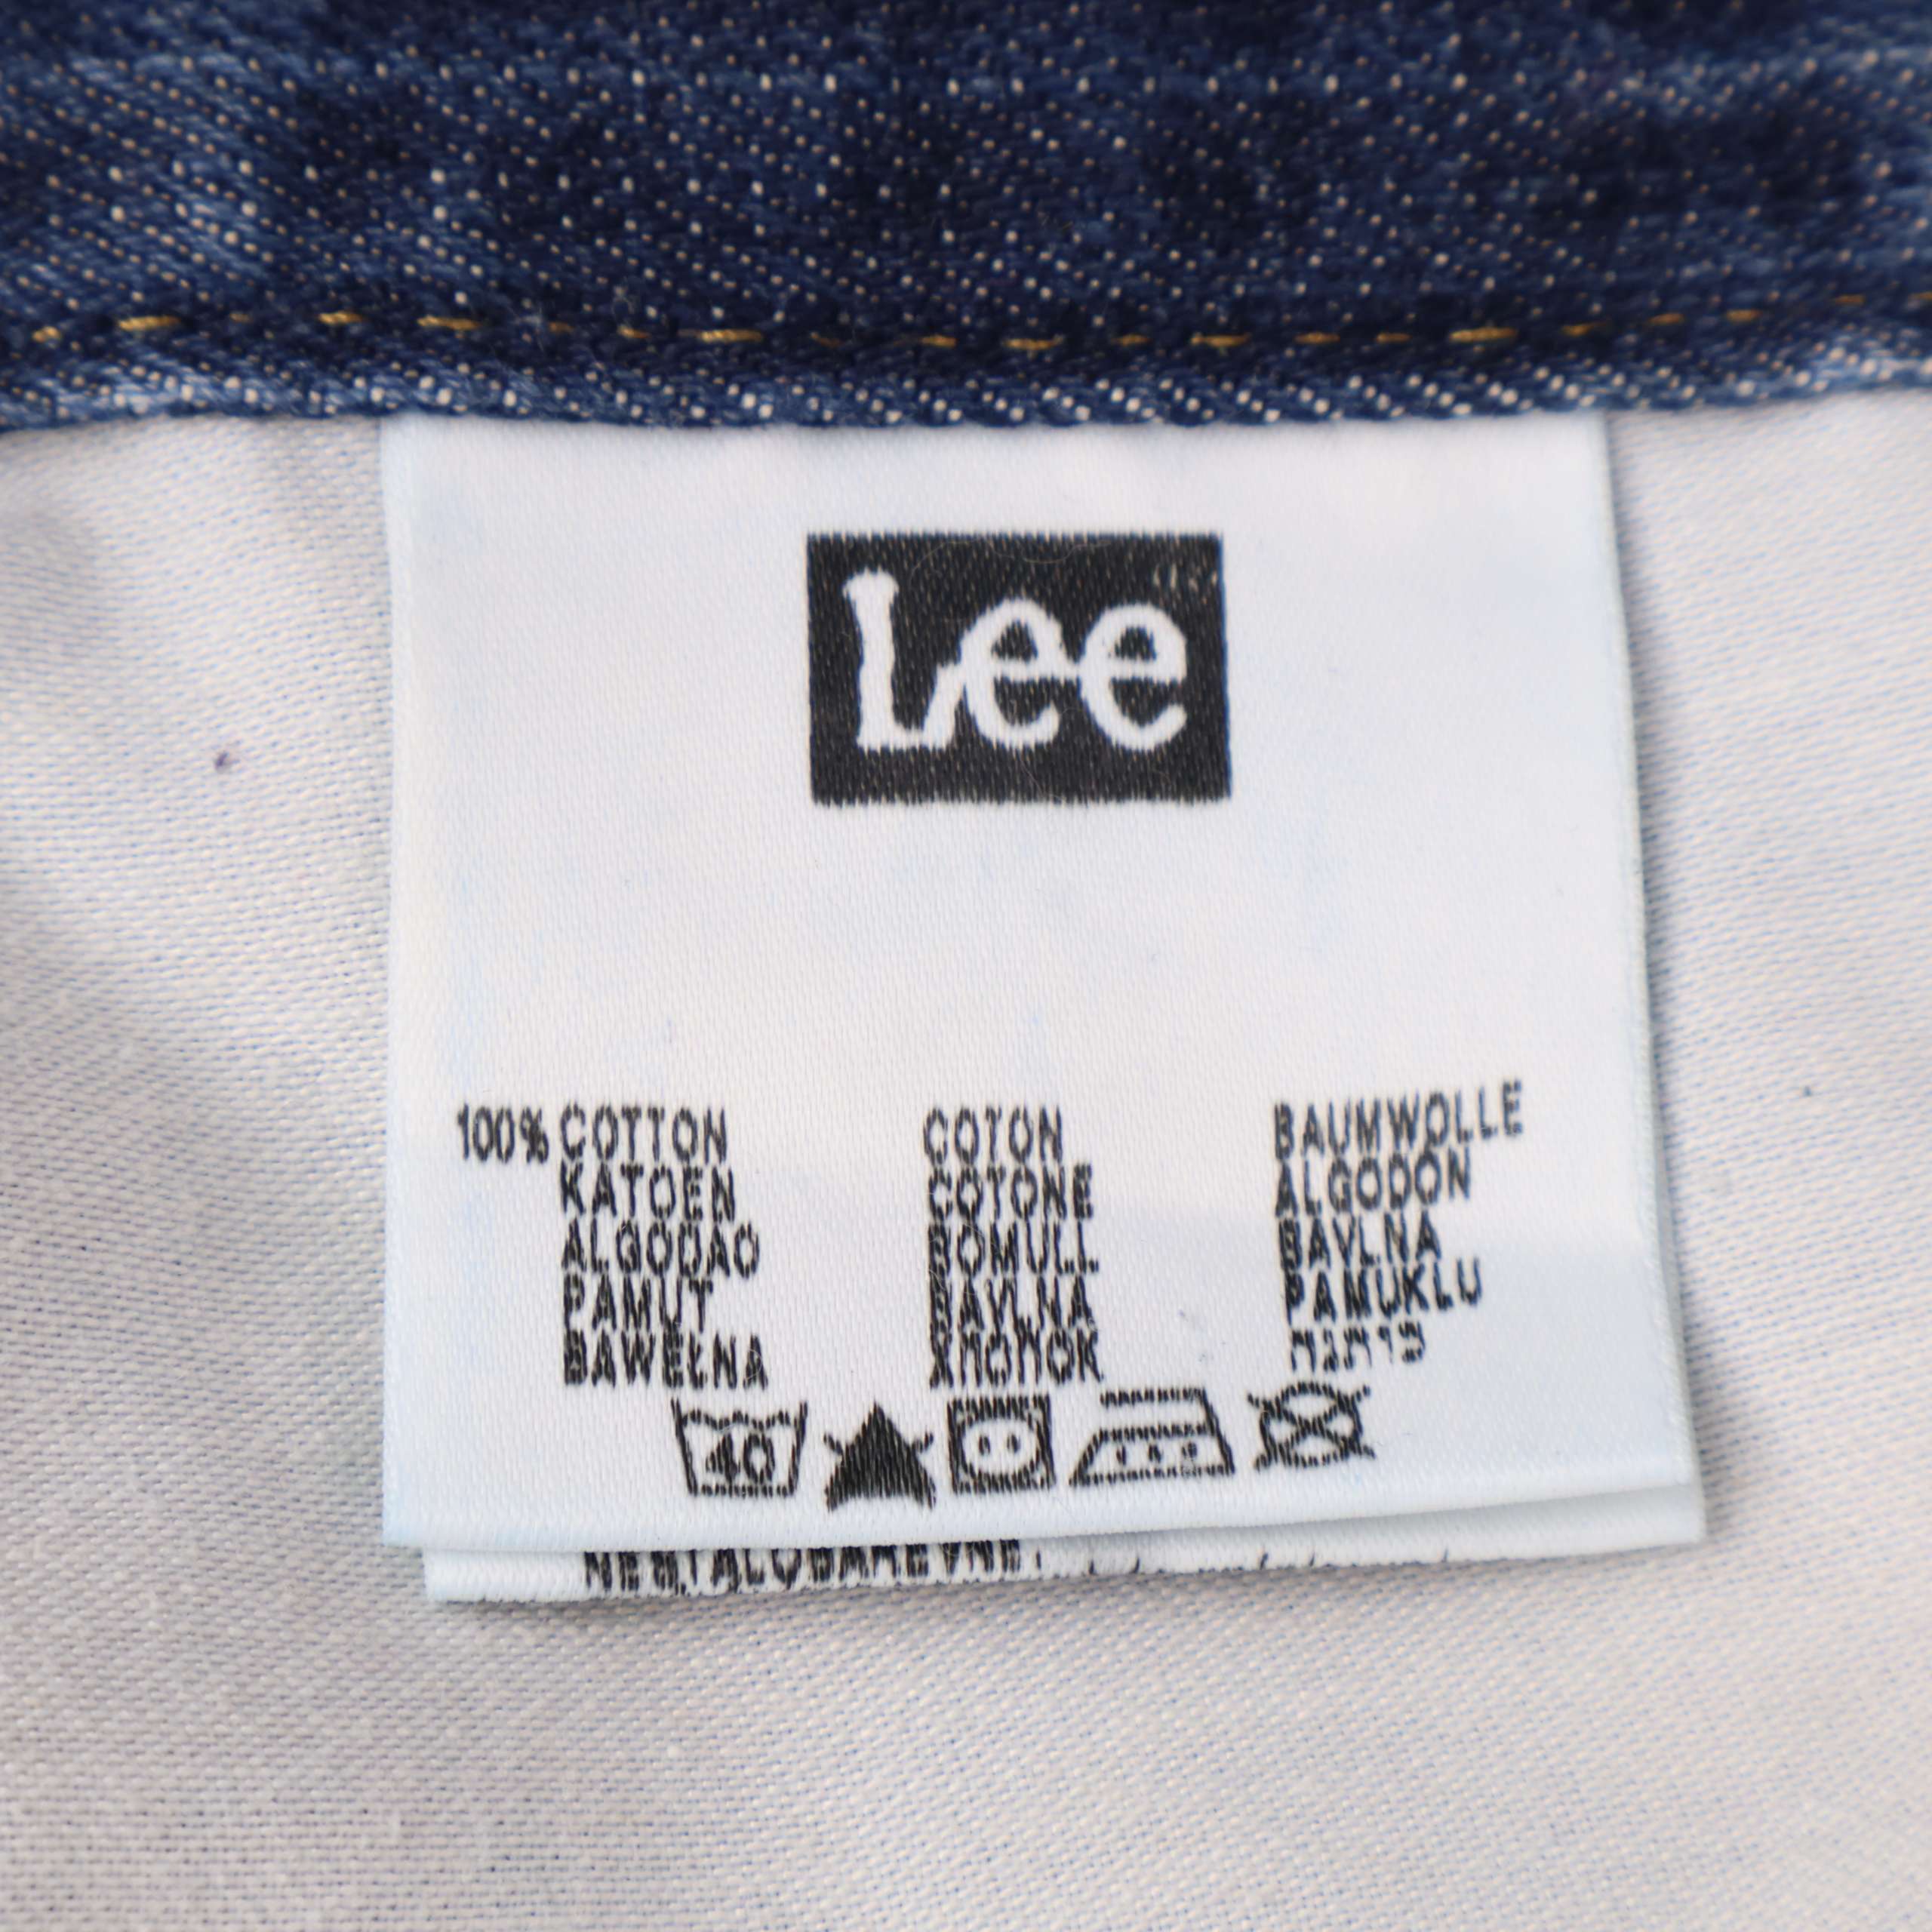 Lee
100% COTTON COTON BAUMWOLLE
KATOEN COTONE ALGODON
ALGODAO BOMULL BAVLNA
PAMUT BAVLNA PAMUKLU
BAWEŁNA ХЛОПОК כותנה
40